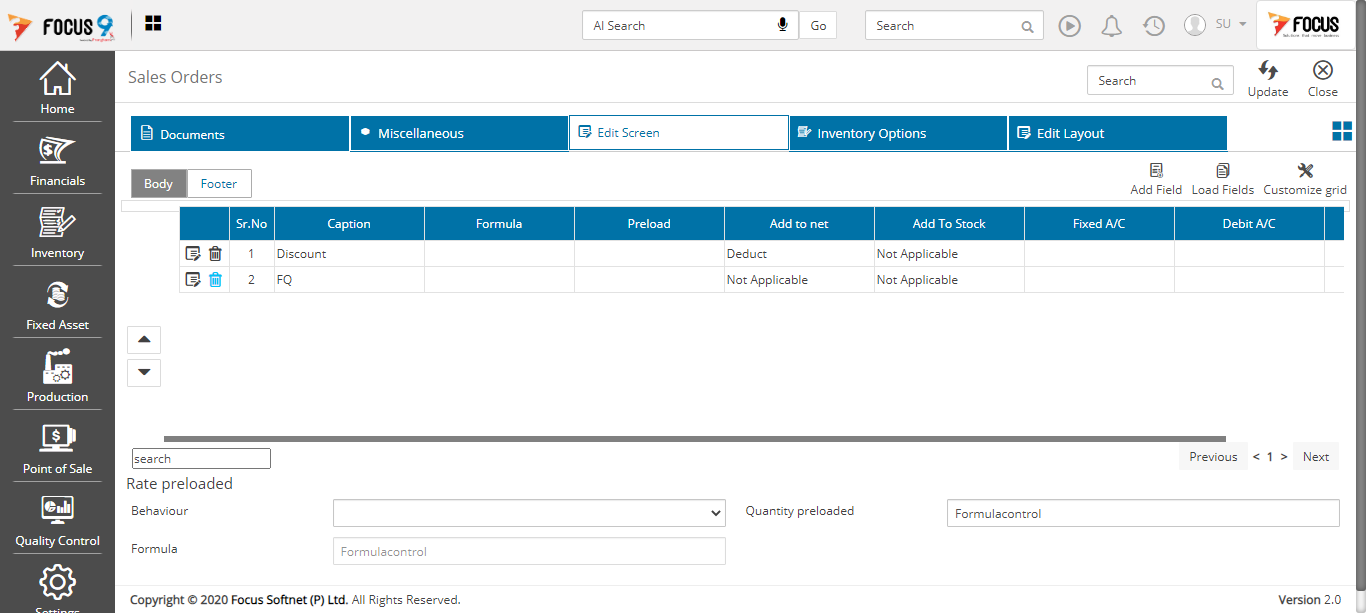 FOCUS 9
AI Search
Go
Search
SU
FOCUS
Home
Financials
Inventory
Fixed Asset
Production
Point of Sale
Quality Control
Settings
Sales Orders
Search
Update
Close
Documents
Miscellaneous
Edit Screen
Inventory Options
Edit Layout
Body
Footer
Add Field
Load Fields
Customize grid
Sr.No Caption Formula Preload Add to net Add To Stock Fixed A/C Debit A/C
1 Discount Deduct Not Applicable
2 FQ Not Applicable Not Applicable
search
Previous < 1 > Next
Rate preloaded
Behaviour
Quantity preloaded Formulacontrol
Formula Formulacontrol
Copyright © 2020 Focus Softnet (P) Ltd. All Rights Reserved.
Version 2.0